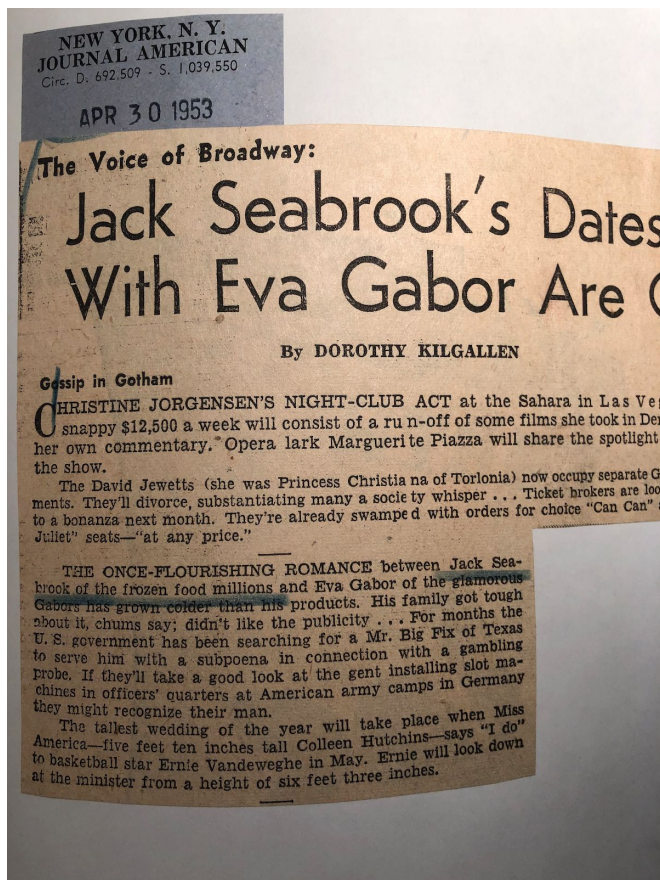 NEW YORK, N. Y.
JOURNAL AMERICAN
Circ. D. 692,509 - S. 1,039,550
APR 30 1953
The Voice of Broadway:
Jack Seabrook's Dates
With Eva Gabor Are
By DOROTHY KILGALLEN
Gossip in Gotham
CHRISTINE JORGENSEN'S NIGHT-CLUB ACT at the Sahara in Las Veg
snappy $12,500 a week will consist of a run-off of some films she took in Den
her own commentary. Opera lark Marguerite Piazza will share the spotlight
the show.
The David Jewetts (she was Princess Christiana of Torlonia) now occupy separate G
ments. They'll divorce, substantiating many a society whisper ... Ticket brokers are loo
to a bonanza next month. They're already swamped with orders for choice "Can Can"
Juliet" seats—"at any price."
THE ONCE-FLOURISHING ROMANCE between Jack Sea-
brook of the frozen food millions and Eva Gabor of the glamorous
Gabors has grown colder than his products. His family got tough
about it, chums say; didn't like the publicity ... For months the
U. S. government has been searching for a Mr. Big Fix of Texas
to serve him with a subpoena in connection with a gambling
probe. If they'll take a good look at the gent installing slot ma-
chines in officers' quarters at American army camps in Germany
they might recognize their man.
The tallest wedding of the year will take place when Miss
America—five feet ten inches tall Colleen Hutchins—says "I do"
to basketball star Ernie Vandeweghe in May. Ernie will look down
at the minister from a height of six feet three inches.